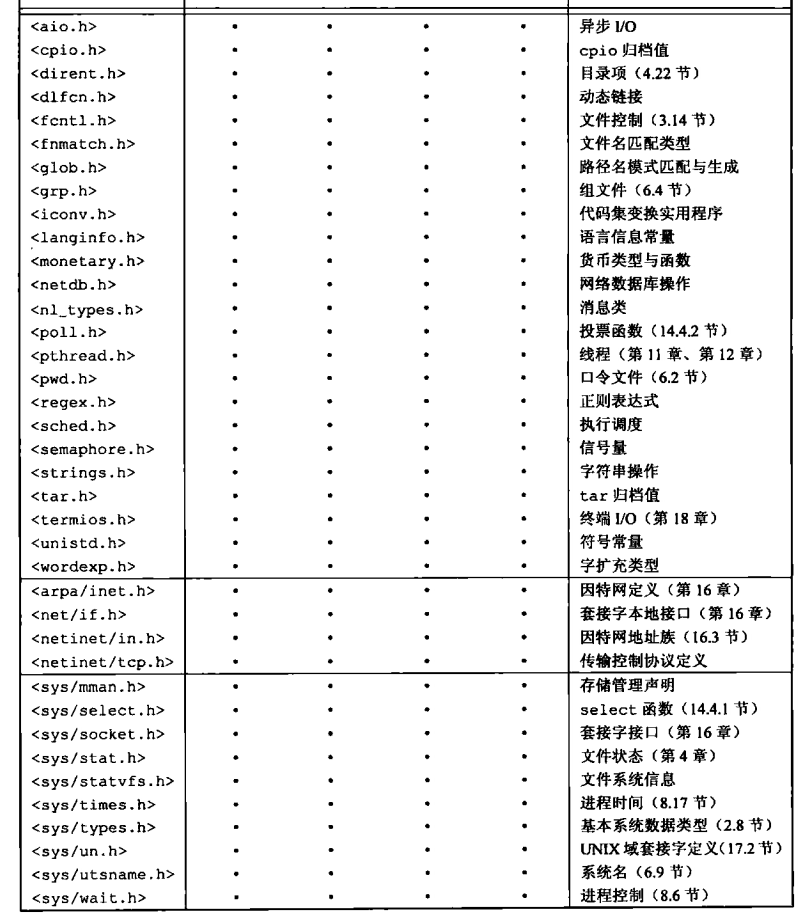 <aio.h> • • • • 异步 I/O
<cpio.h> • • • • cpio 归档值
<dirent.h> • • • • 目录项（4.22 节）
<dlfcn.h> • • • • 动态链接
<fcntl.h> • • • • 文件控制（3.14 节）
<fnmatch.h> • • • • 文件名匹配类型
<glob.h> • • • • 路径名模式匹配与生成
<grp.h> • • • • 组文件（6.4 节）
<iconv.h> • • • • 代码集变换实用程序
<langinfo.h> • • • • 语言信息常量
<monetary.h> • • • • 货币类型与函数
<netdb.h> • • • • 网络数据库操作
<nl_types.h> • • • • 消息类
<poll.h> • • • • 投票函数（14.4.2 节）
<pthread.h> • • • • 线程（第 11 章、第 12 章）
<pwd.h> • • • • 口令文件（6.2 节）
<regex.h> • • • • 正则表达式
<sched.h> • • • • 执行调度
<semaphore.h> • • • • 信号量
<strings.h> • • • • 字符串操作
<tar.h> • • • • tar 归档值
<termios.h> • • • • 终端 I/O（第 18 章）
<unistd.h> • • • • 符号常量
<wordexp.h> • • • • 字扩充类型
<arpa/inet.h> • • • • 因特网定义（第 16 章）
<net/if.h> • • • • 套接字本地接口（第 16 章）
<netinet/in.h> • • • • 因特网地址族（16.3 节）
<netinet/tcp.h> • • • • 传输控制协议定义
<sys/mman.h> • • • • 存储管理声明
<sys/select.h> • • • • select 函数（14.4.1 节）
<sys/socket.h> • • • • 套接字接口（第 16 章）
<sys/stat.h> • • • • 文件状态（第 4 章）
<sys/statvfs.h> • • • • 文件系统信息
<sys/times.h> • • • • 进程时间（8.17 节）
<sys/types.h> • • • • 基本系统数据类型（2.8 节）
<sys/un.h> • • • • UNIX 域套接字定义（17.2 节）
<sys/utsname.h> • • • • 系统名（6.9 节）
<sys/wait.h> • • • • 进程控制（8.6 节）